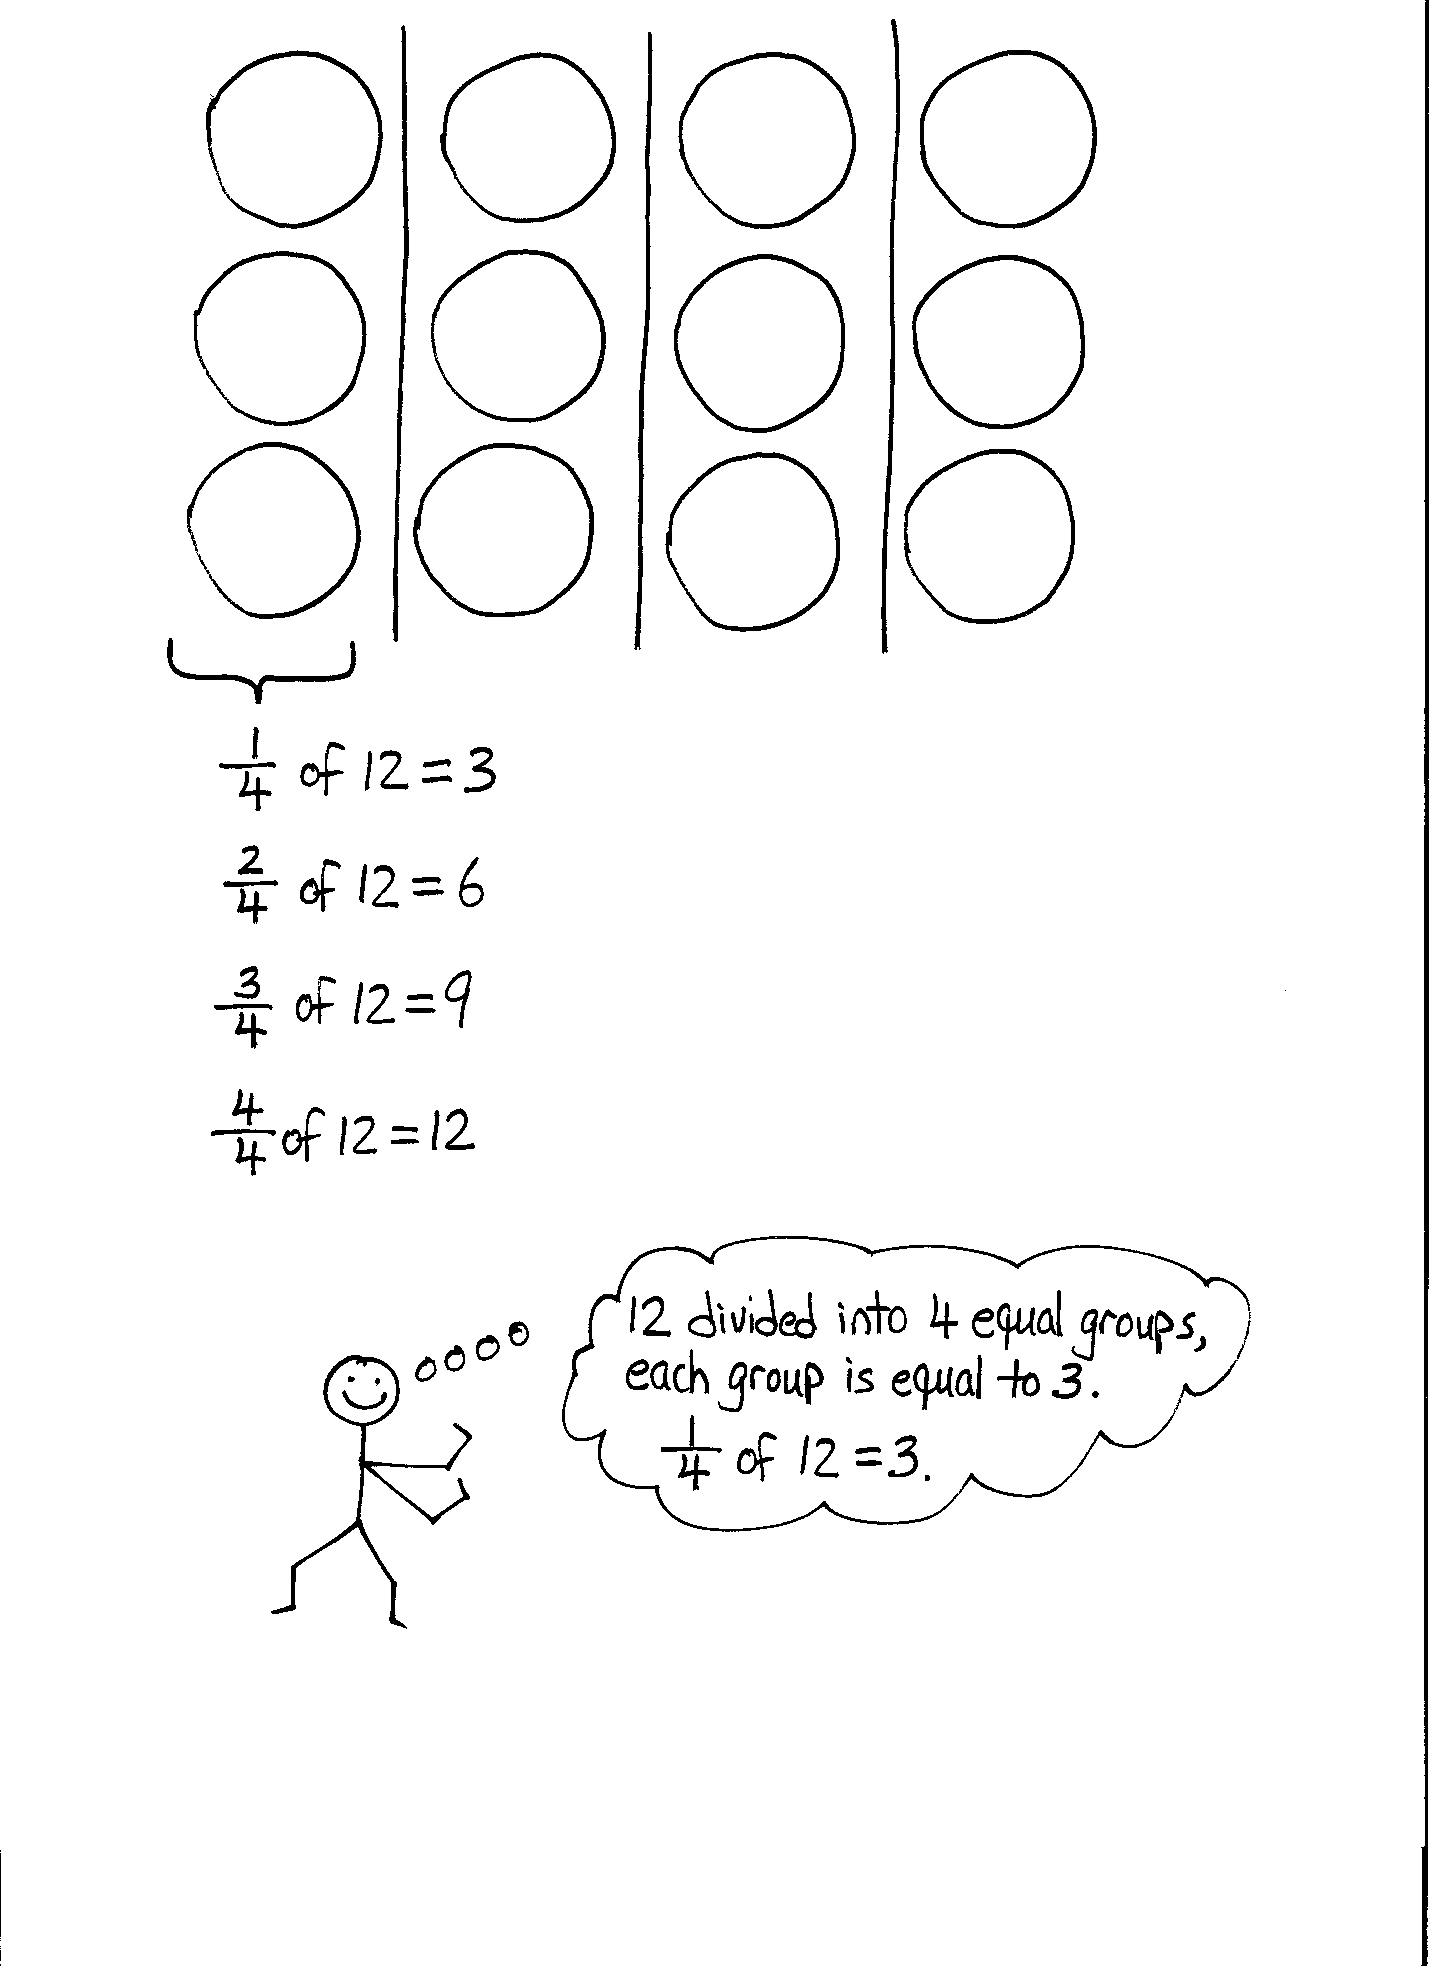 1/4 of 12 = 3
2/4 of 12 = 6
3/4 of 12 = 9
4/4 of 12 = 12
12 divided into 4 equal groups,
each group is equal to 3.
1/4 of 12 = 3.